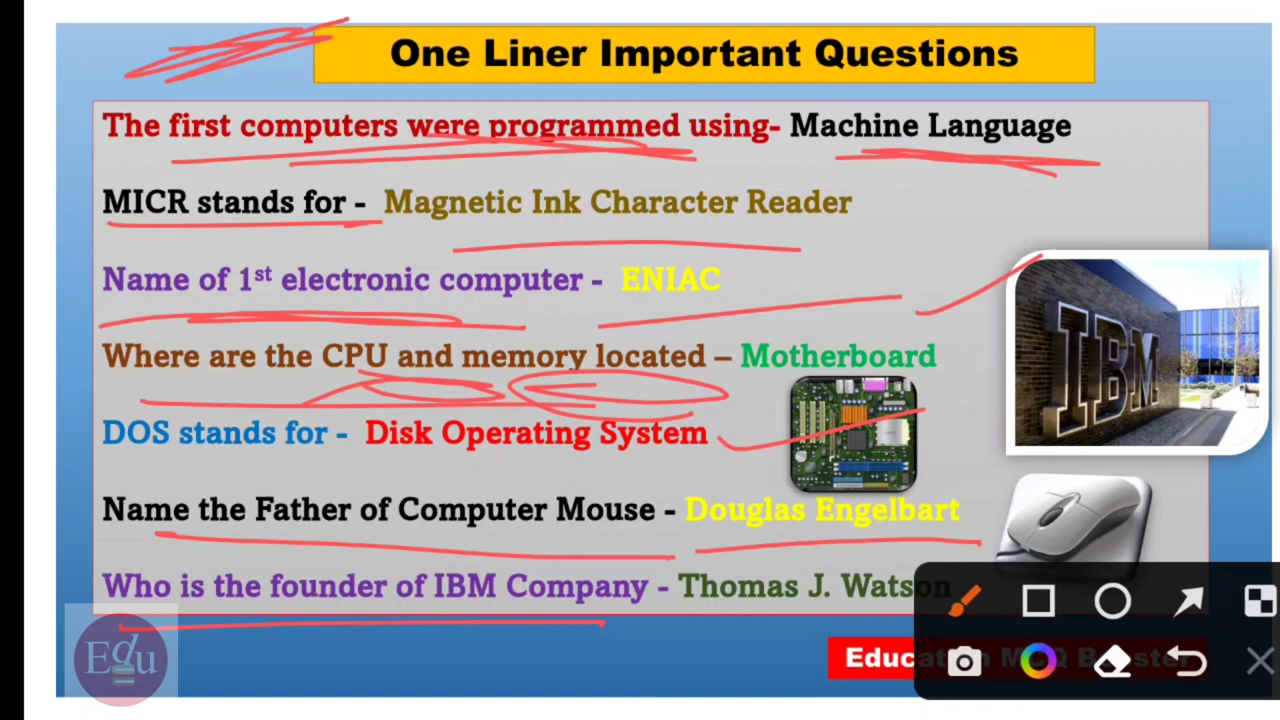 One Liner Important Questions
The first computers were programmed using- Machine Language
MICR stands for - Magnetic Ink Character Reader
Name of 1st electronic computer - ENIAC
Where are the CPU and memory located – Motherboard
DOS stands for - Disk Operating System
Name the Father of Computer Mouse - Douglas Engelbart
Who is the founder of IBM Company - Thomas J. Watson
IBM
Edu
Education MCQ Booster